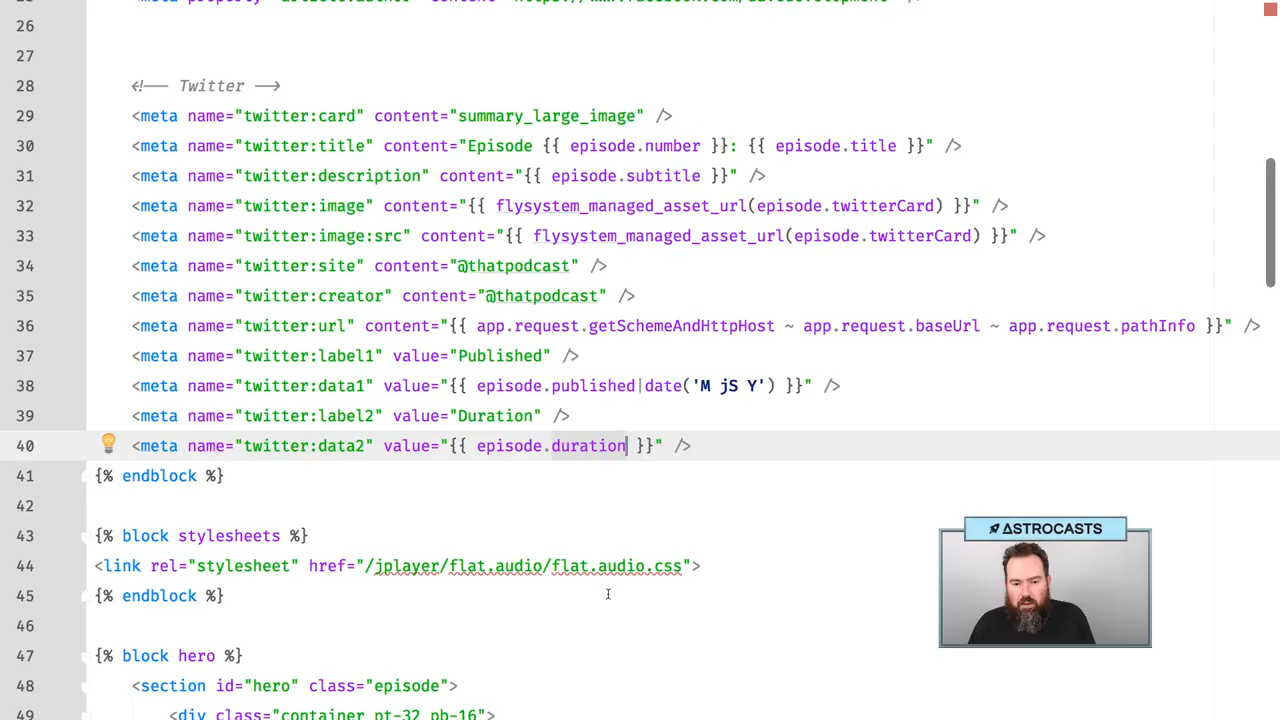 26
27
28 <!-- Twitter -->
29 <meta name="twitter:card" content="summary_large_image" />
30 <meta name="twitter:title" content="Episode {{ episode.number }}: {{ episode.title }}" />
31 <meta name="twitter:description" content="{{ episode.subtitle }}" />
32 <meta name="twitter:image" content="{{ flysystem_managed_asset_url(episode.twitterCard) }}" />
33 <meta name="twitter:image:src" content="{{ flysystem_managed_asset_url(episode.twitterCard) }}" />
34 <meta name="twitter:site" content="@thatpodcast" />
35 <meta name="twitter:creator" content="@thatpodcast" />
36 <meta name="twitter:url" content="{{ app.request.getSchemeAndHttpHost ~ app.request.baseUrl ~ app.request.pathInfo }}" />
37 <meta name="twitter:label1" value="Published" />
38 <meta name="twitter:data1" value="{{ episode.published|date('M jS Y') }}" />
39 <meta name="twitter:label2" value="Duration" />
40 <meta name="twitter:data2" value="{{ episode.duration }}" />
41 {% endblock %}
42
43 {% block stylesheets %}
44 <link rel="stylesheet" href="/jplayer/flat.audio/flat.audio.css">
45 {% endblock %}
46
47 {% block hero %}
48 <section id="hero" class="episode">
49 <div class="container pt-32 pb-16">
ASTROCASTS